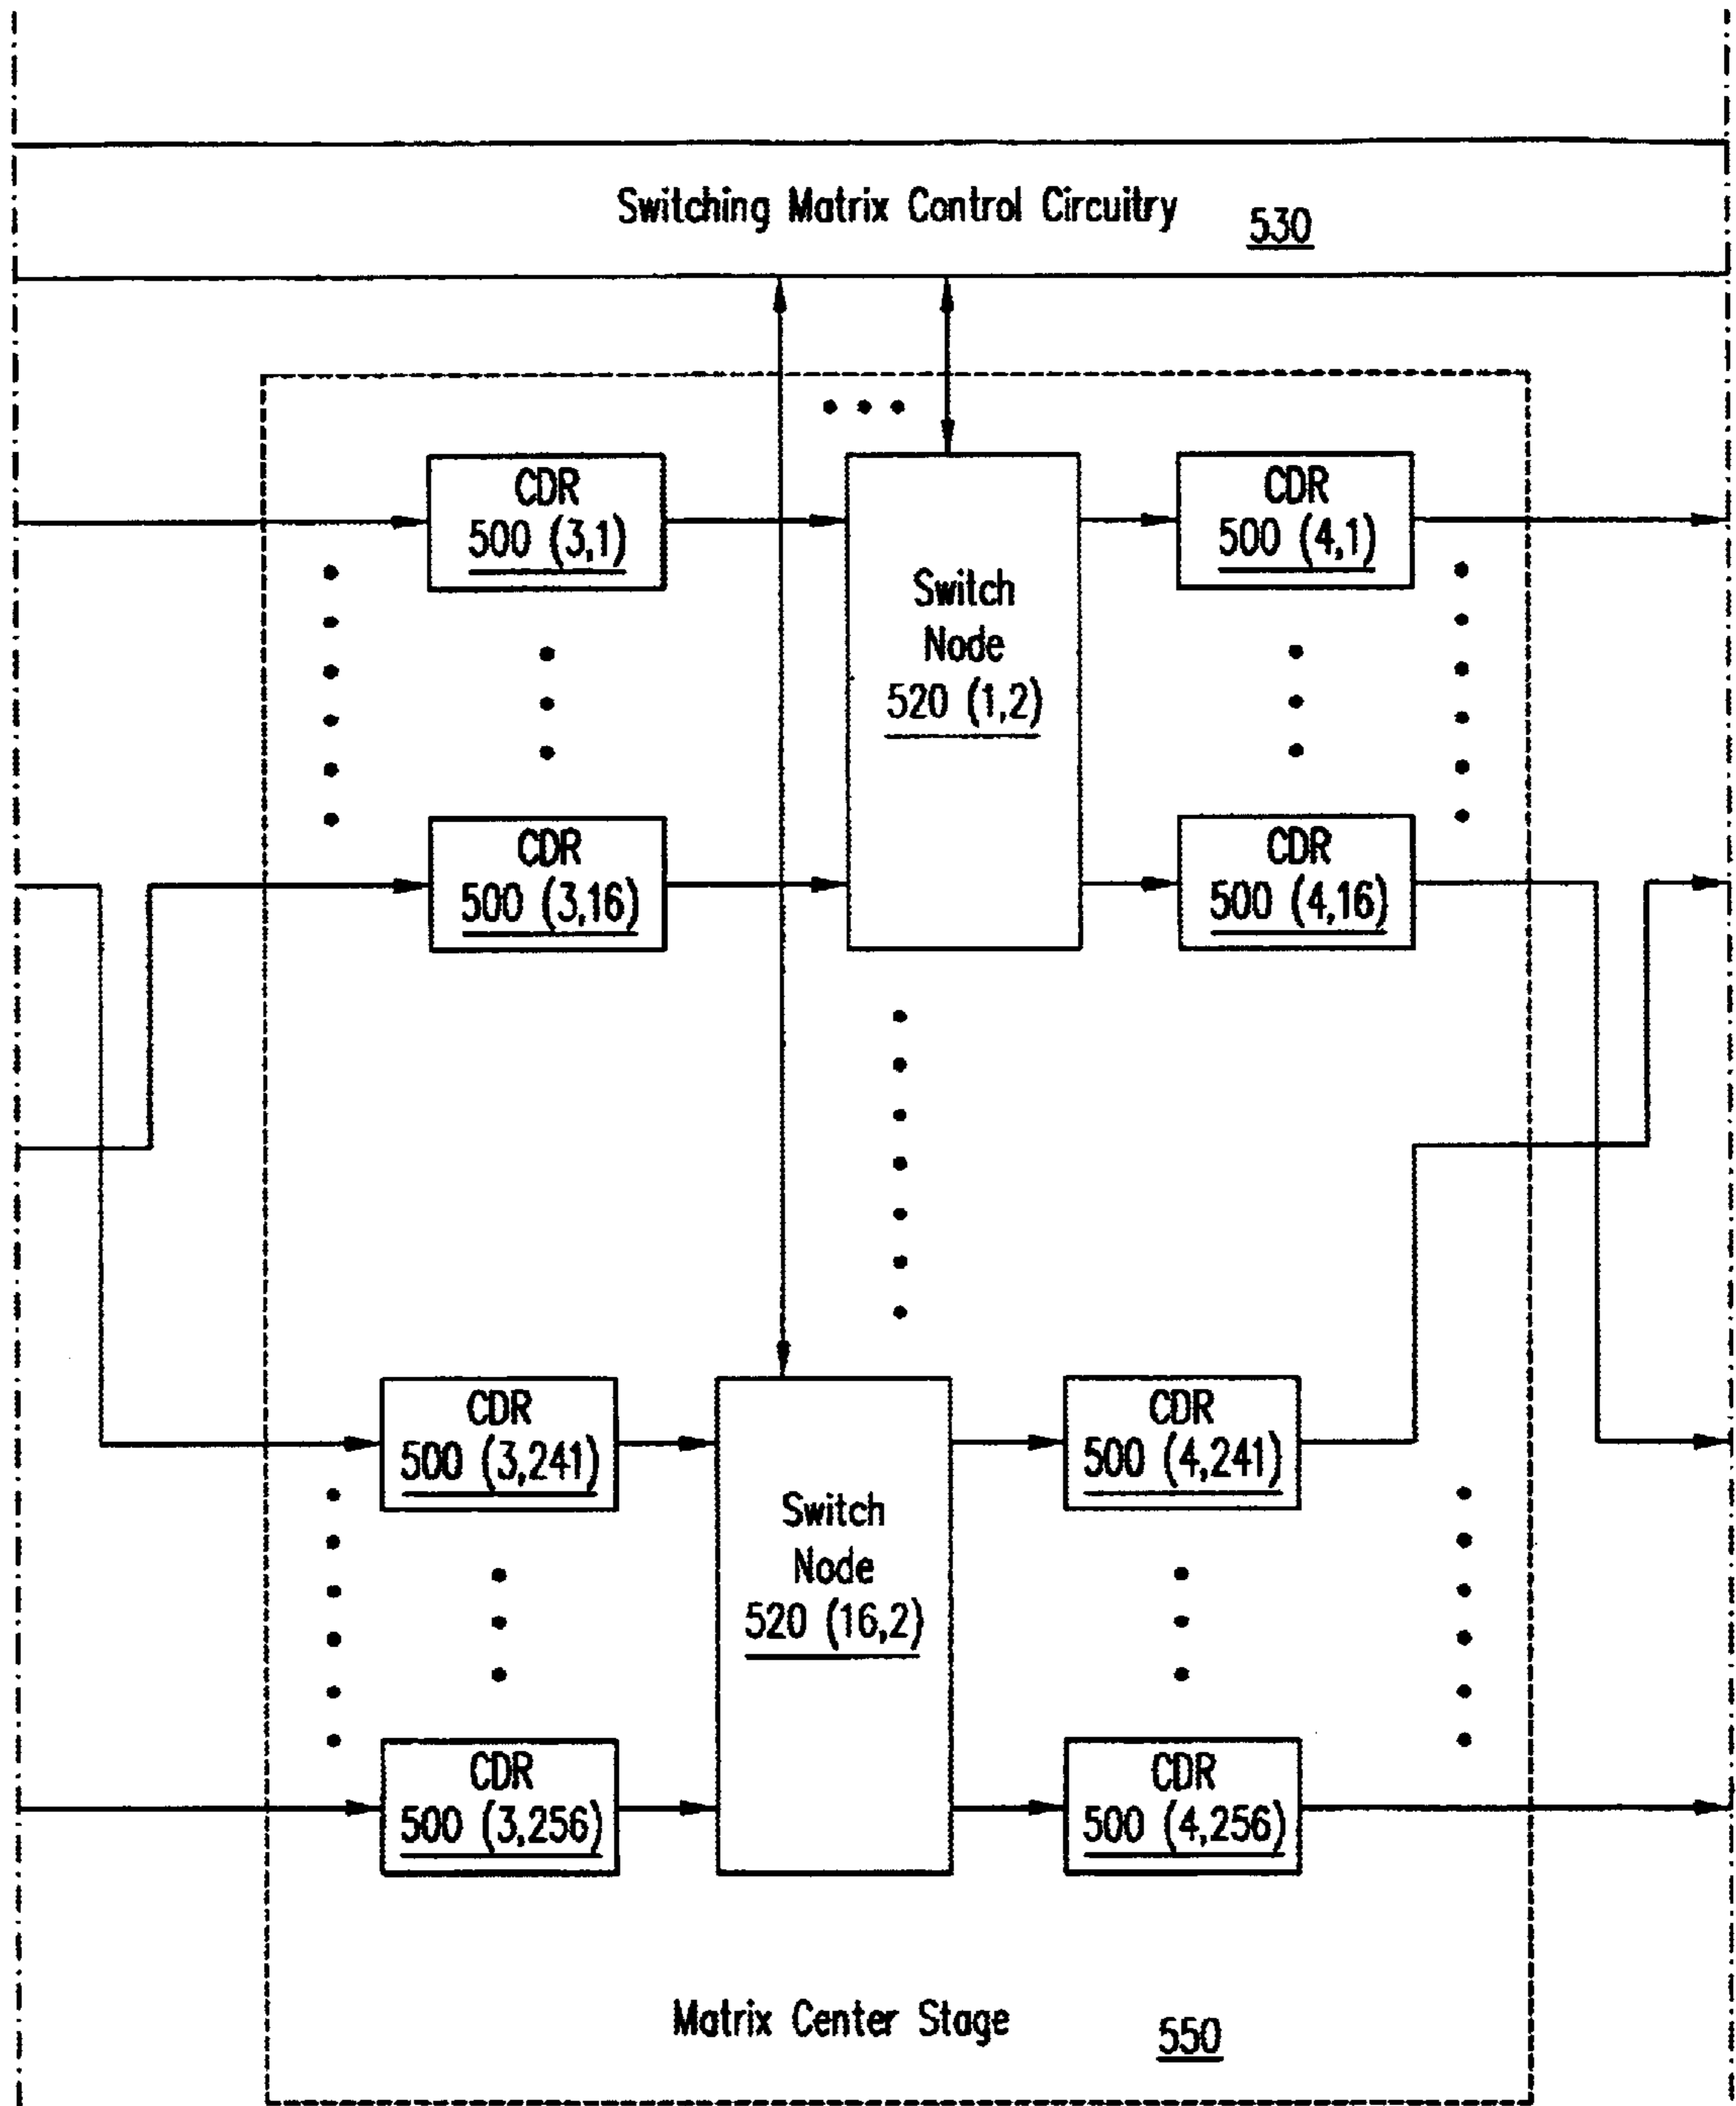 Switching Matrix Control Circuitry 530
CDR
500 (3,1)
CDR
500 (3,16)
Switch
Node
520 (1,2)
CDR
500 (4,1)
CDR
500 (4,16)
CDR
500 (3,241)
CDR
500 (3,256)
Switch
Node
520 (16,2)
CDR
500 (4,241)
CDR
500 (4,256)
Matrix Center Stage 550